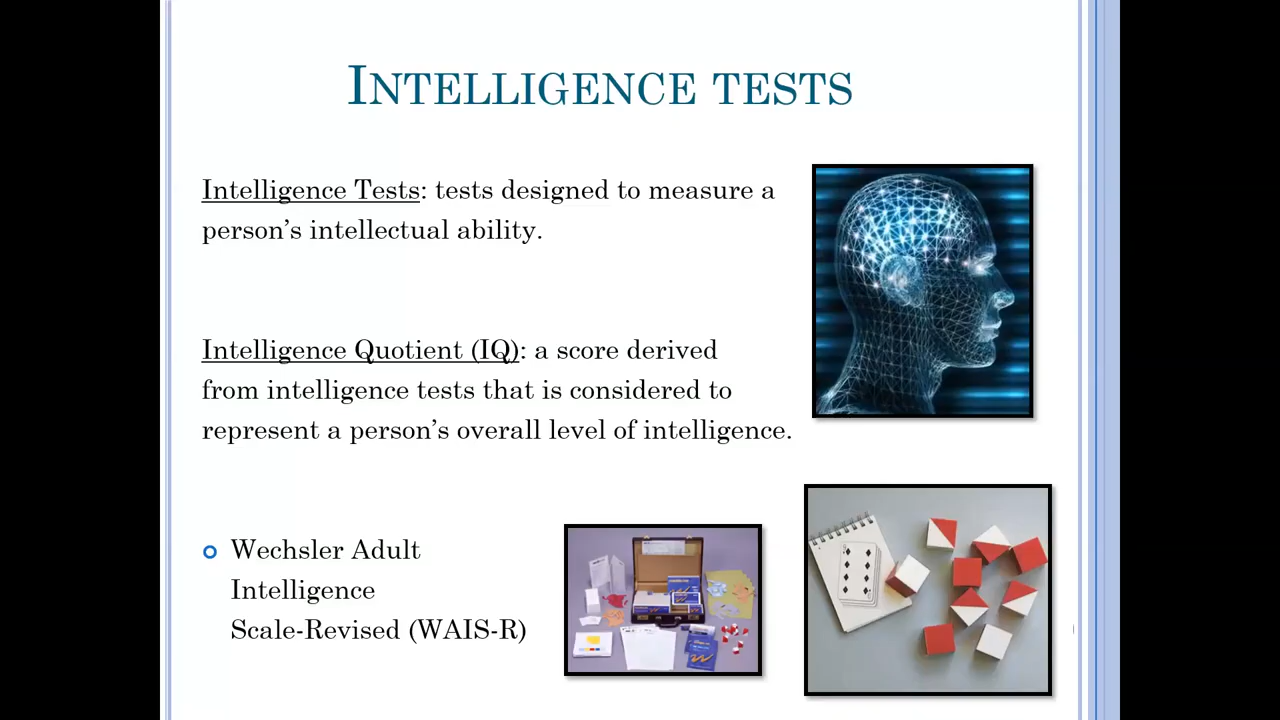 INTELLIGENCE TESTS
Intelligence Tests: tests designed to measure a
person’s intellectual ability.
Intelligence Quotient (IQ): a score derived
from intelligence tests that is considered to
represent a person’s overall level of intelligence.
Wechsler Adult
Intelligence
Scale-Revised (WAIS-R)